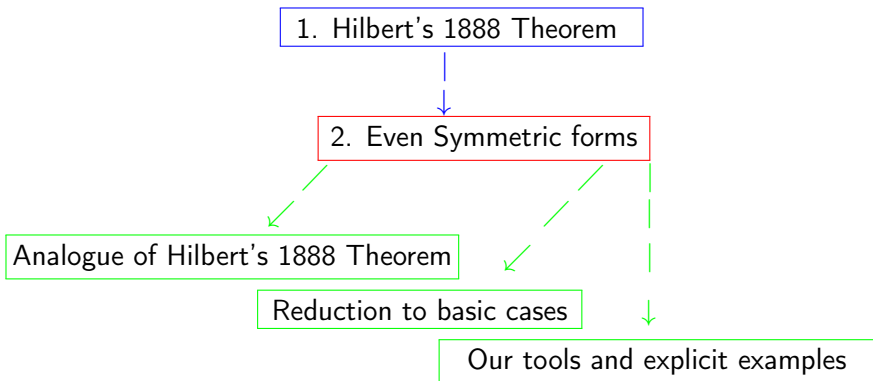 1. Hilbert's 1888 Theorem
2. Even Symmetric forms
Analogue of Hilbert's 1888 Theorem
Reduction to basic cases
Our tools and explicit examples